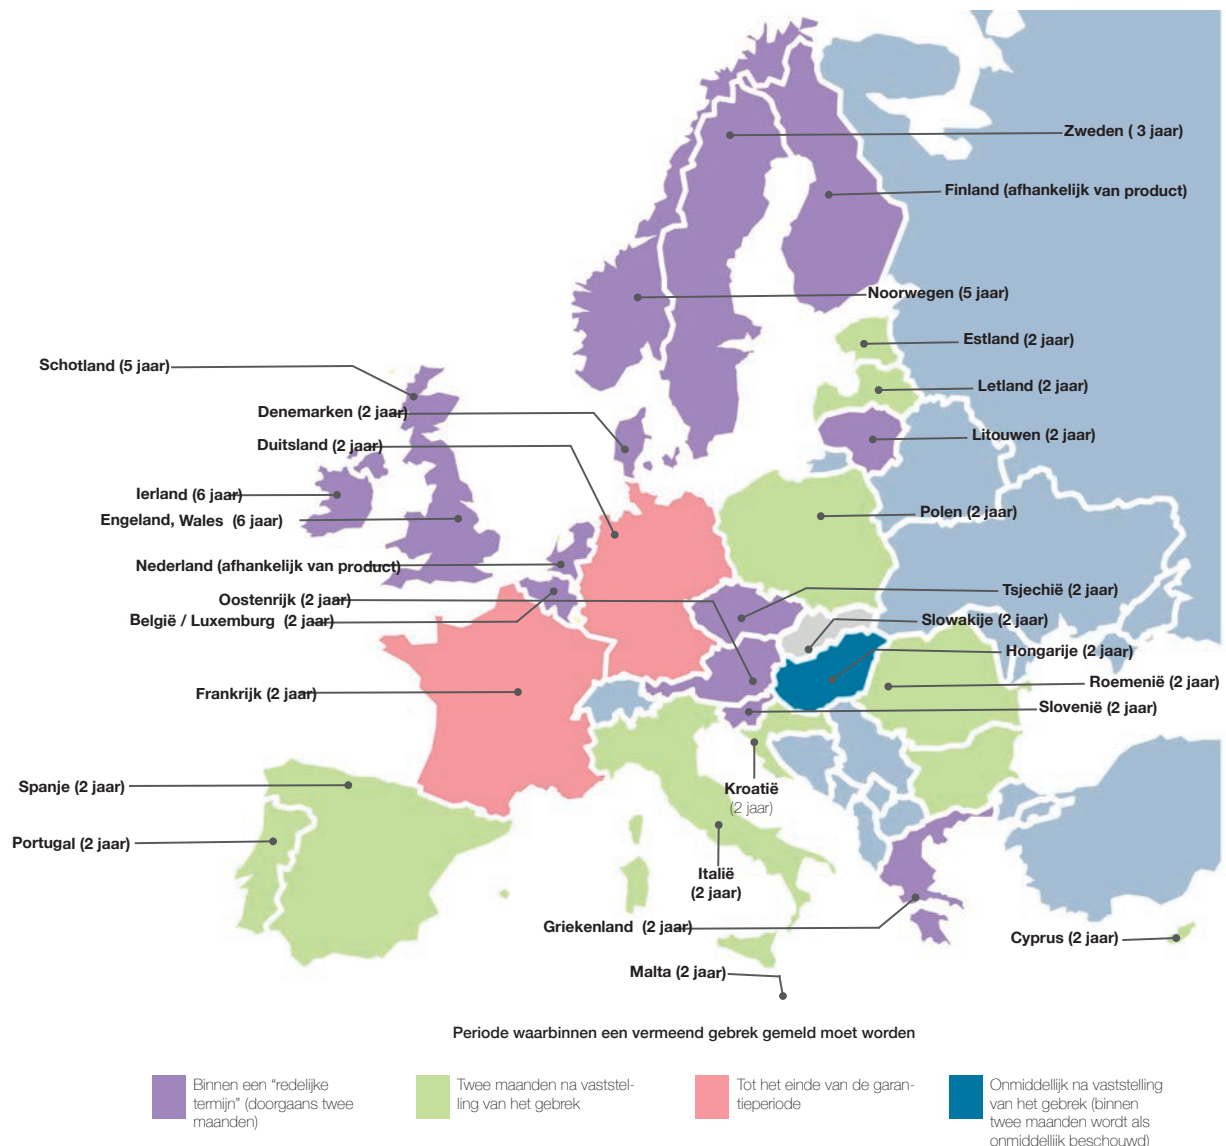 Zweden ( 3 jaar)
Finland (afhankelijk van product)
Noorwegen (5 jaar)
Estland (2 jaar)
Schotland (5 jaar)
Letland (2 jaar)
Denemarken (2 jaar)
Litouwen (2 jaar)
Duitsland (2 jaar)
Ierland (6 jaar)
Polen (2 jaar)
Engeland, Wales (6 jaar)
Nederland (afhankelijk van product)
Tsjechië (2 jaar)
Oostenrijk (2 jaar)
België / Luxemburg (2 jaar)
Slowakije (2 jaar)
Hongarije (2 jaar)
Roemenië (2 jaar)
Frankrijk (2 jaar)
Slovenië (2 jaar)
Spanje (2 jaar)
Kroatië
(2 jaar)
Portugal (2 jaar)
Italië
(2 jaar)
Griekenland (2 jaar)
Cyprus (2 jaar)
Malta (2 jaar)
Periode waarbinnen een vermeend gebrek gemeld moet worden
Binnen een “redelijke
termijn” (doorgaans twee
maanden)
Twee maanden na vaststel-
ling van het gebrek
Tot het einde van de garan-
tieperiode
Onmiddellijk na vaststelling
van het gebrek (binnen
twee maanden wordt als
onmiddellijk beschouwd)